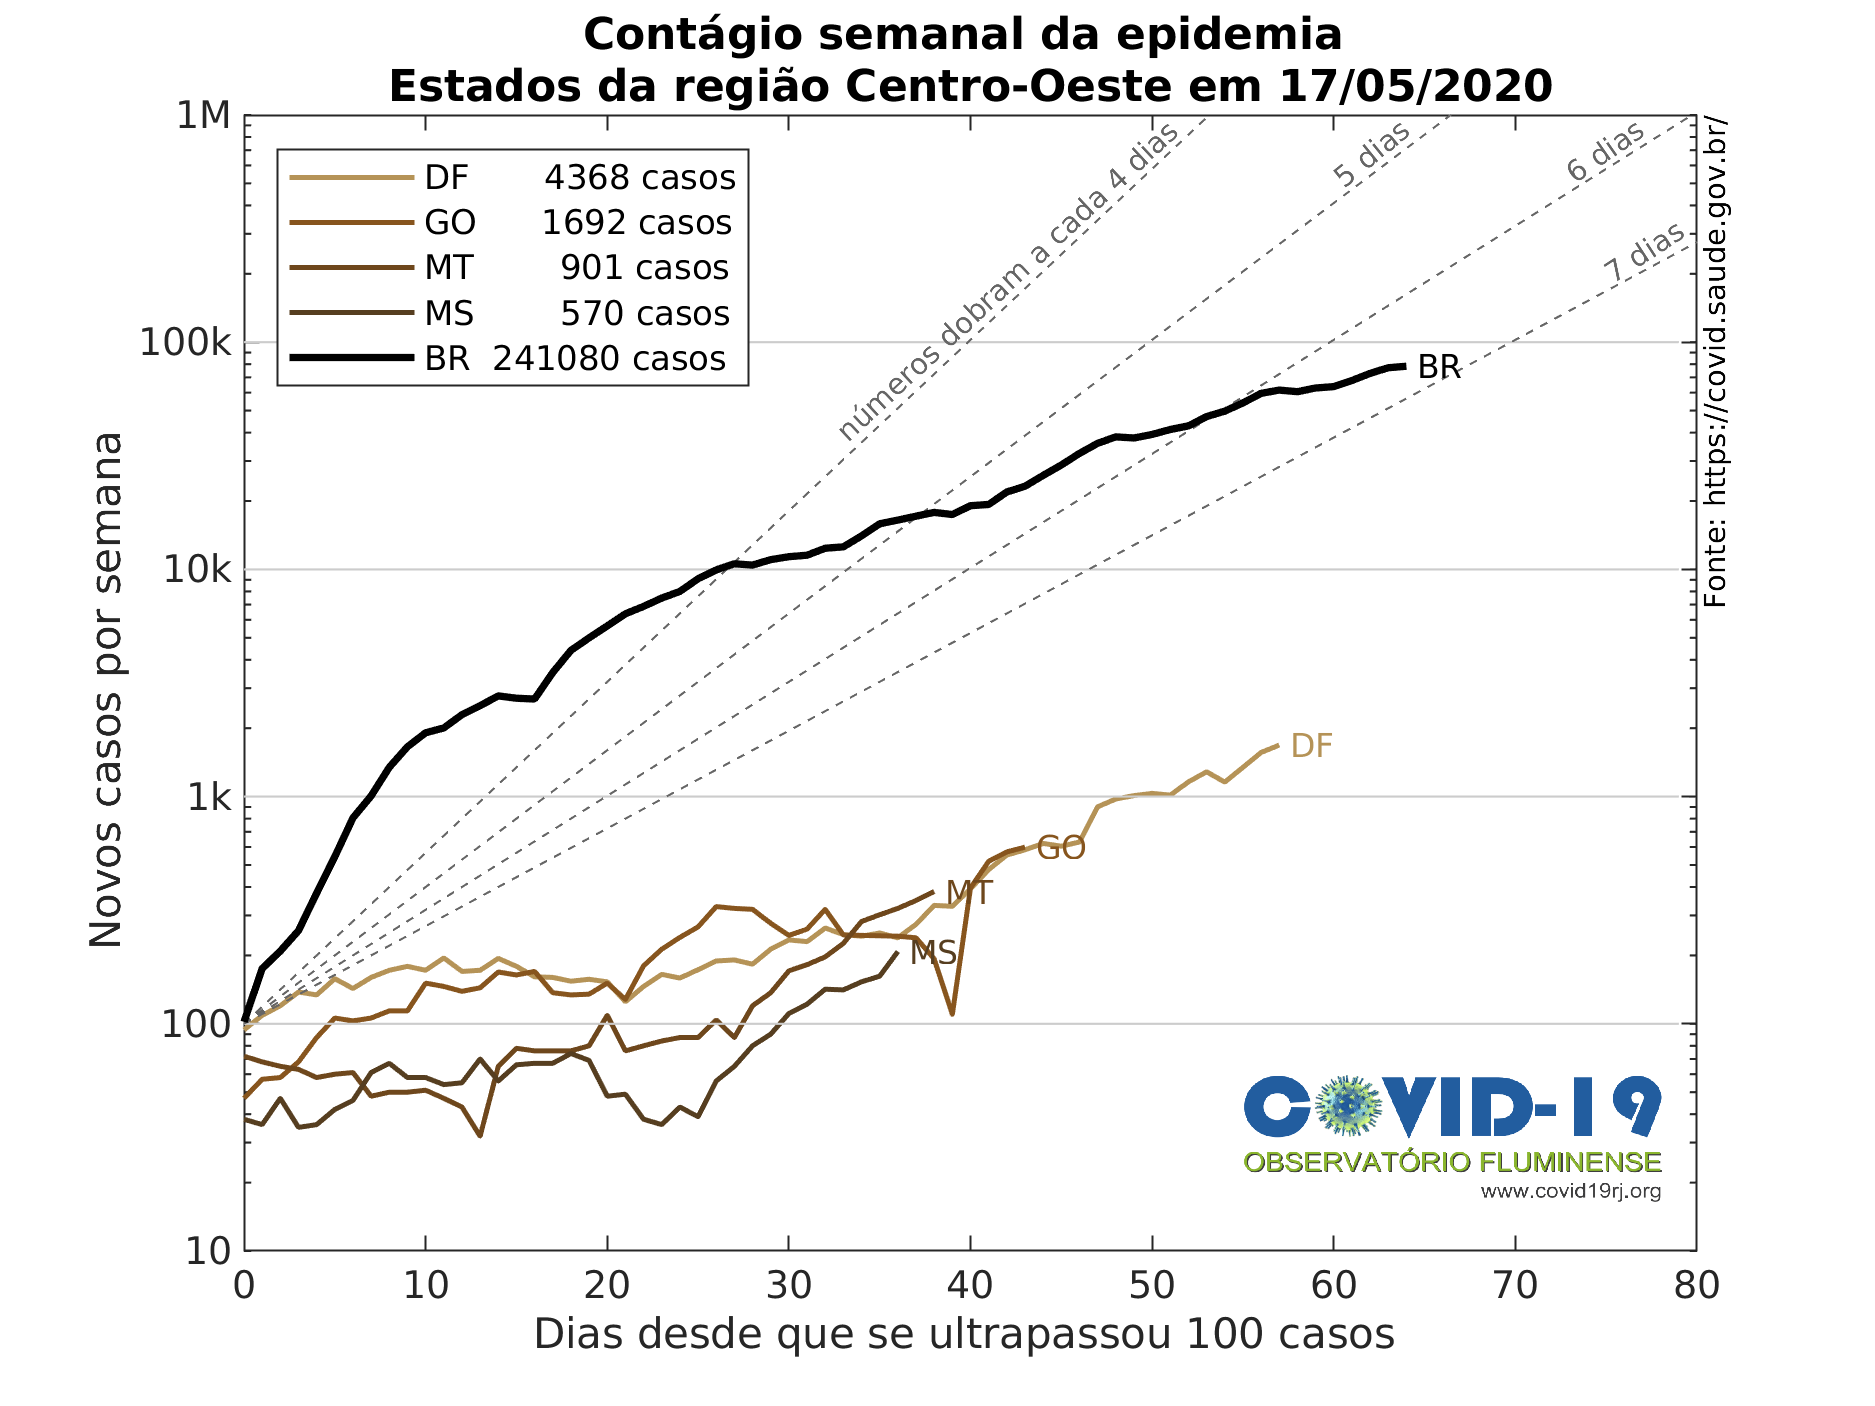 Contágio semanal da epidemia
Estados da região Centro-Oeste em 17/05/2020
1M
100k
10k
1k
100
10
Novos casos por semana
DF 4368 casos
GO 1692 casos
MT 901 casos
MS 570 casos
BR 241080 casos
números dobram a cada 4 dias
5 dias
6 dias
7 dias
BR
DF
GO
MT
MS
Fonte: https://covid.saude.gov.br/
COVID-19
OBSERVATÓRIO FLUMINENSE
www.covid19rj.org
0 10 20 30 40 50 60 70 80
Dias desde que se ultrapassou 100 casos